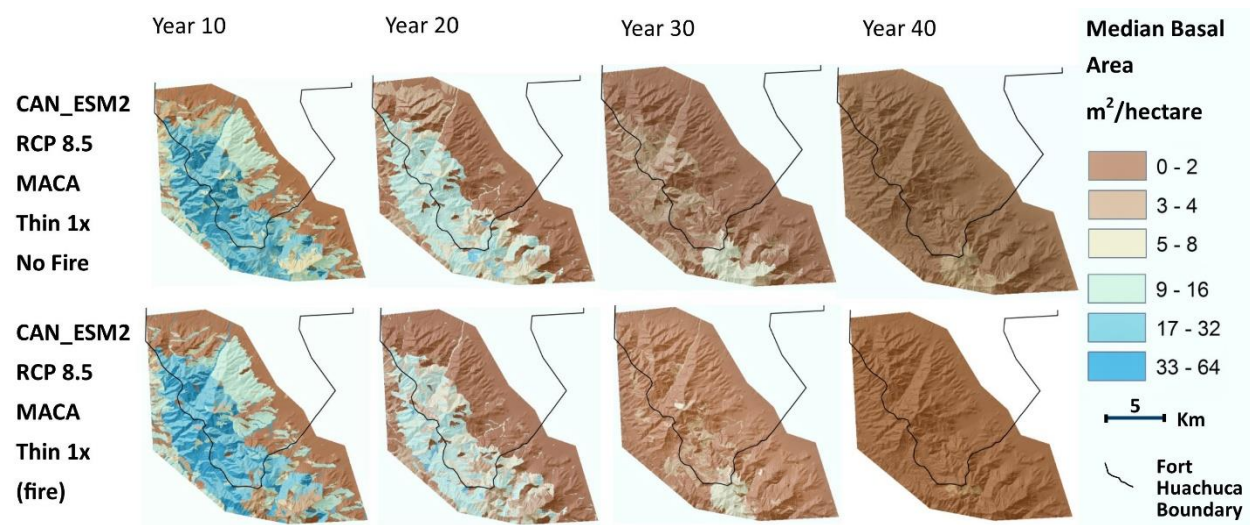 Year 10
Year 20
Year 30
Year 40
CAN_ESM2
RCP 8.5
MACA
Thin 1x
No Fire
CAN_ESM2
RCP 8.5
MACA
Thin 1x
(fire)
Median Basal
Area
m²/hectare
0 - 2
3 - 4
5 - 8
9 - 16
17 - 32
33 - 64
5
Km
Fort
Huachuca
Boundary